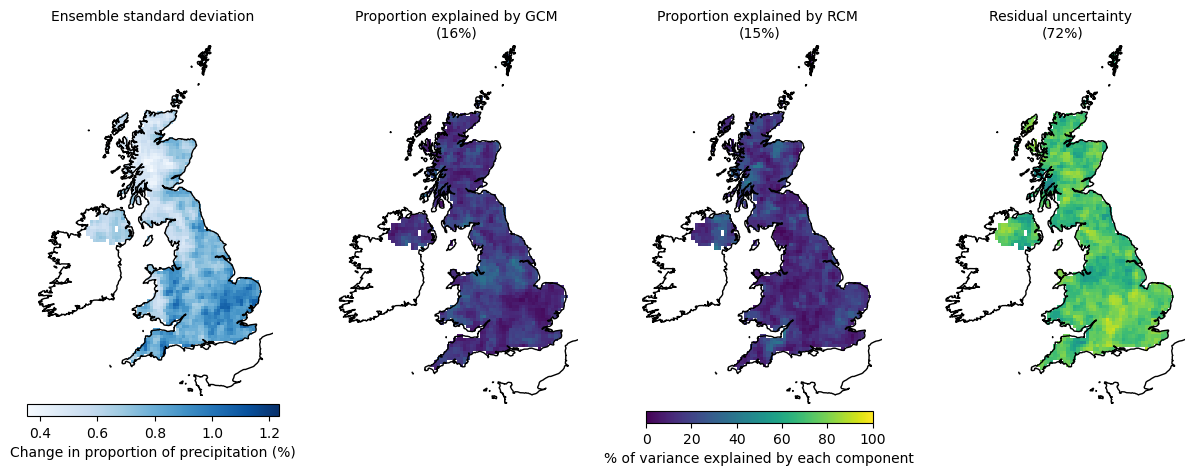 Ensemble standard deviation
Proportion explained by GCM
(16%)
Proportion explained by RCM
(15%)
Residual uncertainty
(72%)
0.4 0.6 0.8 1.0 1.2
Change in proportion of precipitation (%)
0 20 40 60 80 100
% of variance explained by each component